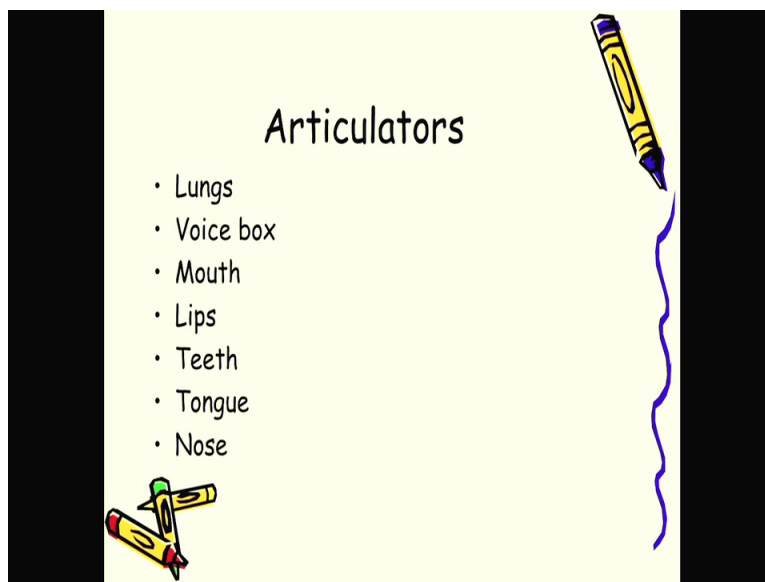 Articulators
• Lungs
• Voice box
• Mouth
• Lips
• Teeth
• Tongue
• Nose